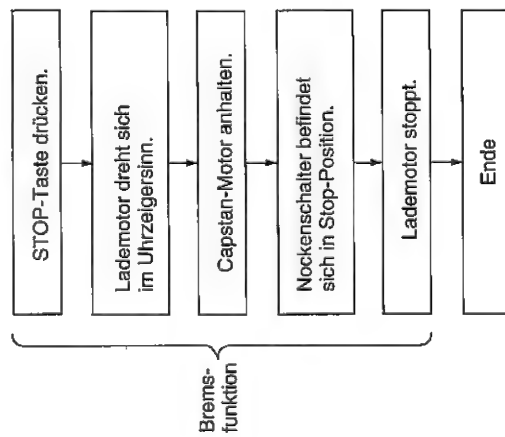 STOP-Taste drücken.
Lademotor dreht sich
im Uhrzeigersinn.
Capstan-Motor anhalten.
Nockenschalter befindet
sich in Stop-Position.
Lademotor stoppt.
Ende
Brems-
funktion